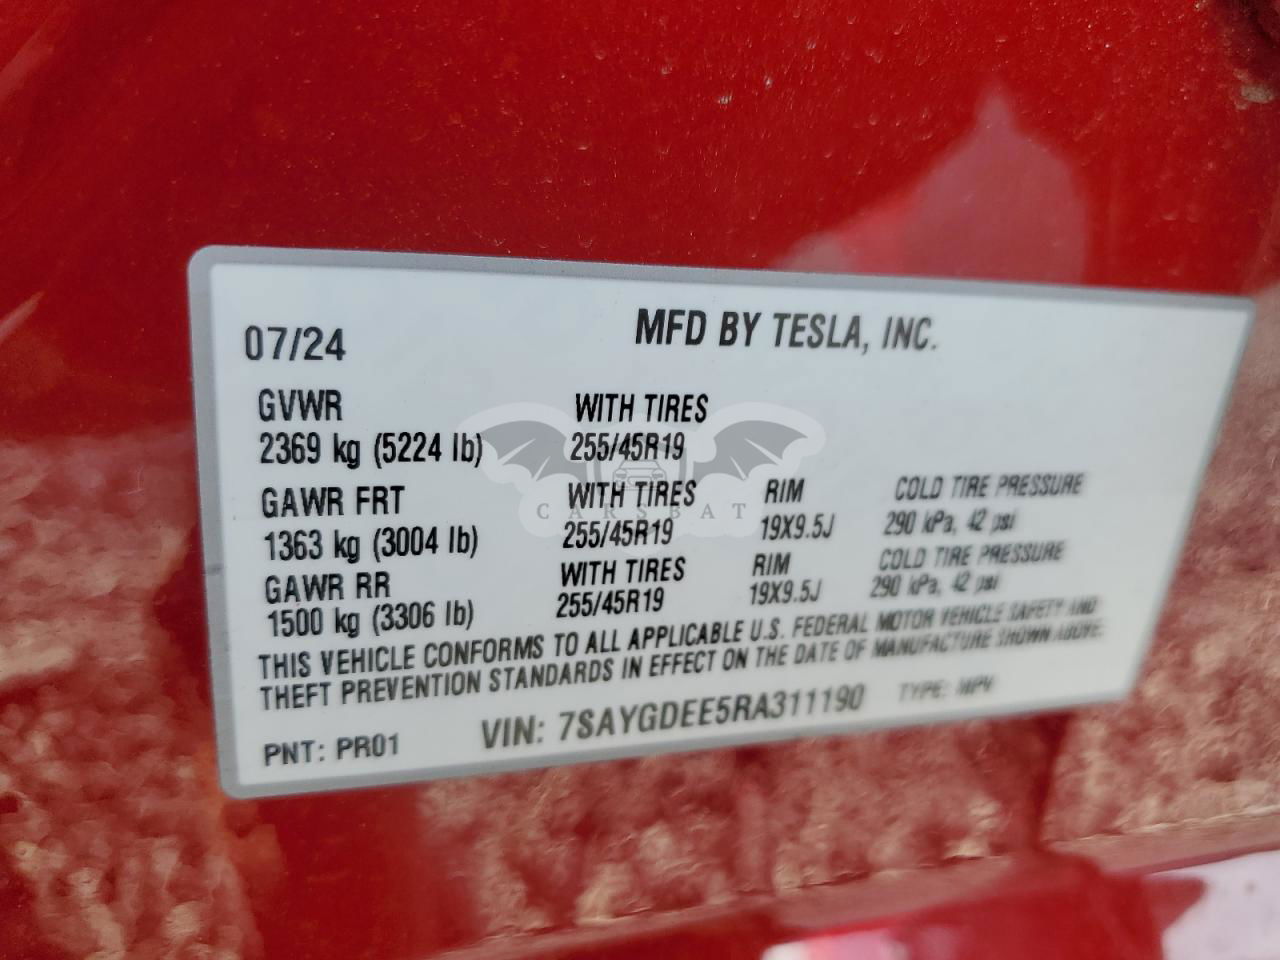 07/24 MFD BY TESLA, INC.
GVWR WITH TIRES
2369 kg (5224 lb) 255/45R19
GAWR FRT WITH TIRES RIM COLD TIRE PRESSURE
1363 kg (3004 lb) 255/45R19 19X9.5J 290 kPa, 42 psi
GAWR RR WITH TIRES RIM COLD TIRE PRESSURE
1500 kg (3306 lb) 255/45R19 19X9.5J 290 kPa, 42 psi
THIS VEHICLE CONFORMS TO ALL APPLICABLE U.S. FEDERAL MOTOR VEHICLE SAFETY AND
THEFT PREVENTION STANDARDS IN EFFECT ON THE DATE OF MANUFACTURE SHOWN ABOVE.
PNT: PR01 VIN: 7SAYGDEE5RA311190 TYPE: MPV
CARSBAT